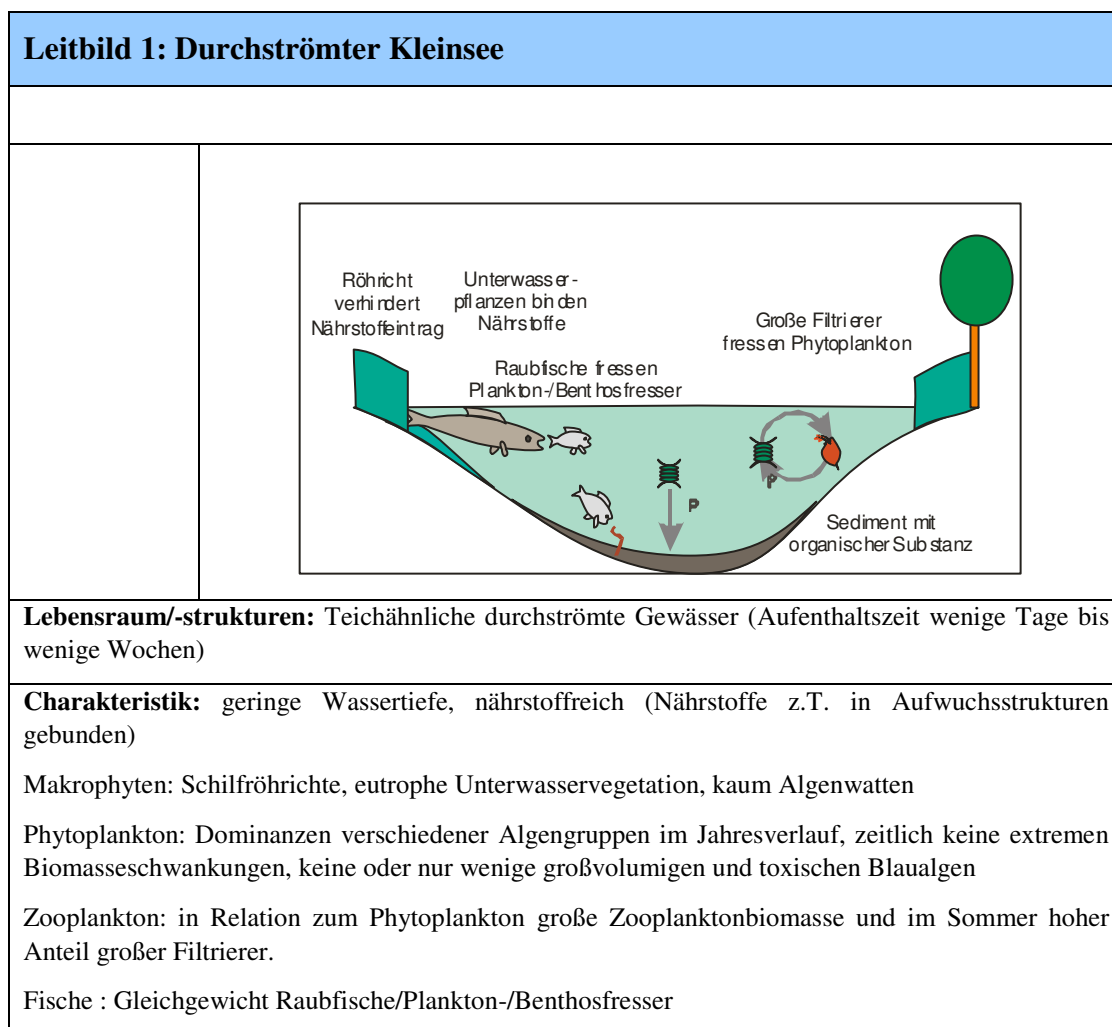 Leitbild 1: Durchströmter Kleinsee
Röhricht
verhindert
Nährstoffeintrag
Unterwasser-
pflanzen binden
Nährstoffe
Große Filtrierer
fressen Phytoplankton
Raubfische fressen
Plankton-/Benthosfresser
P
P
Sediment mit
organischer Substanz
Lebensraum/-strukturen: Teichähnliche durchströmte Gewässer (Aufenthaltszeit wenige Tage bis
wenige Wochen)
Charakteristik: geringe Wassertiefe, nährstoffreich (Nährstoffe z.T. in Aufwuchsstrukturen
gebunden)
Makrophyten: Schilfröhrichte, eutrophe Unterwasservegetation, kaum Algenwatten
Phytoplankton: Dominanzen verschiedener Algengruppen im Jahresverlauf, zeitlich keine extremen
Biomasseschwankungen, keine oder nur wenige großvolumigen und toxischen Blaualgen
Zooplankton: in Relation zum Phytoplankton große Zooplanktonbiomasse und im Sommer hoher
Anteil großer Filtrierer.
Fische : Gleichgewicht Raubfische/Plankton-/Benthosfresser